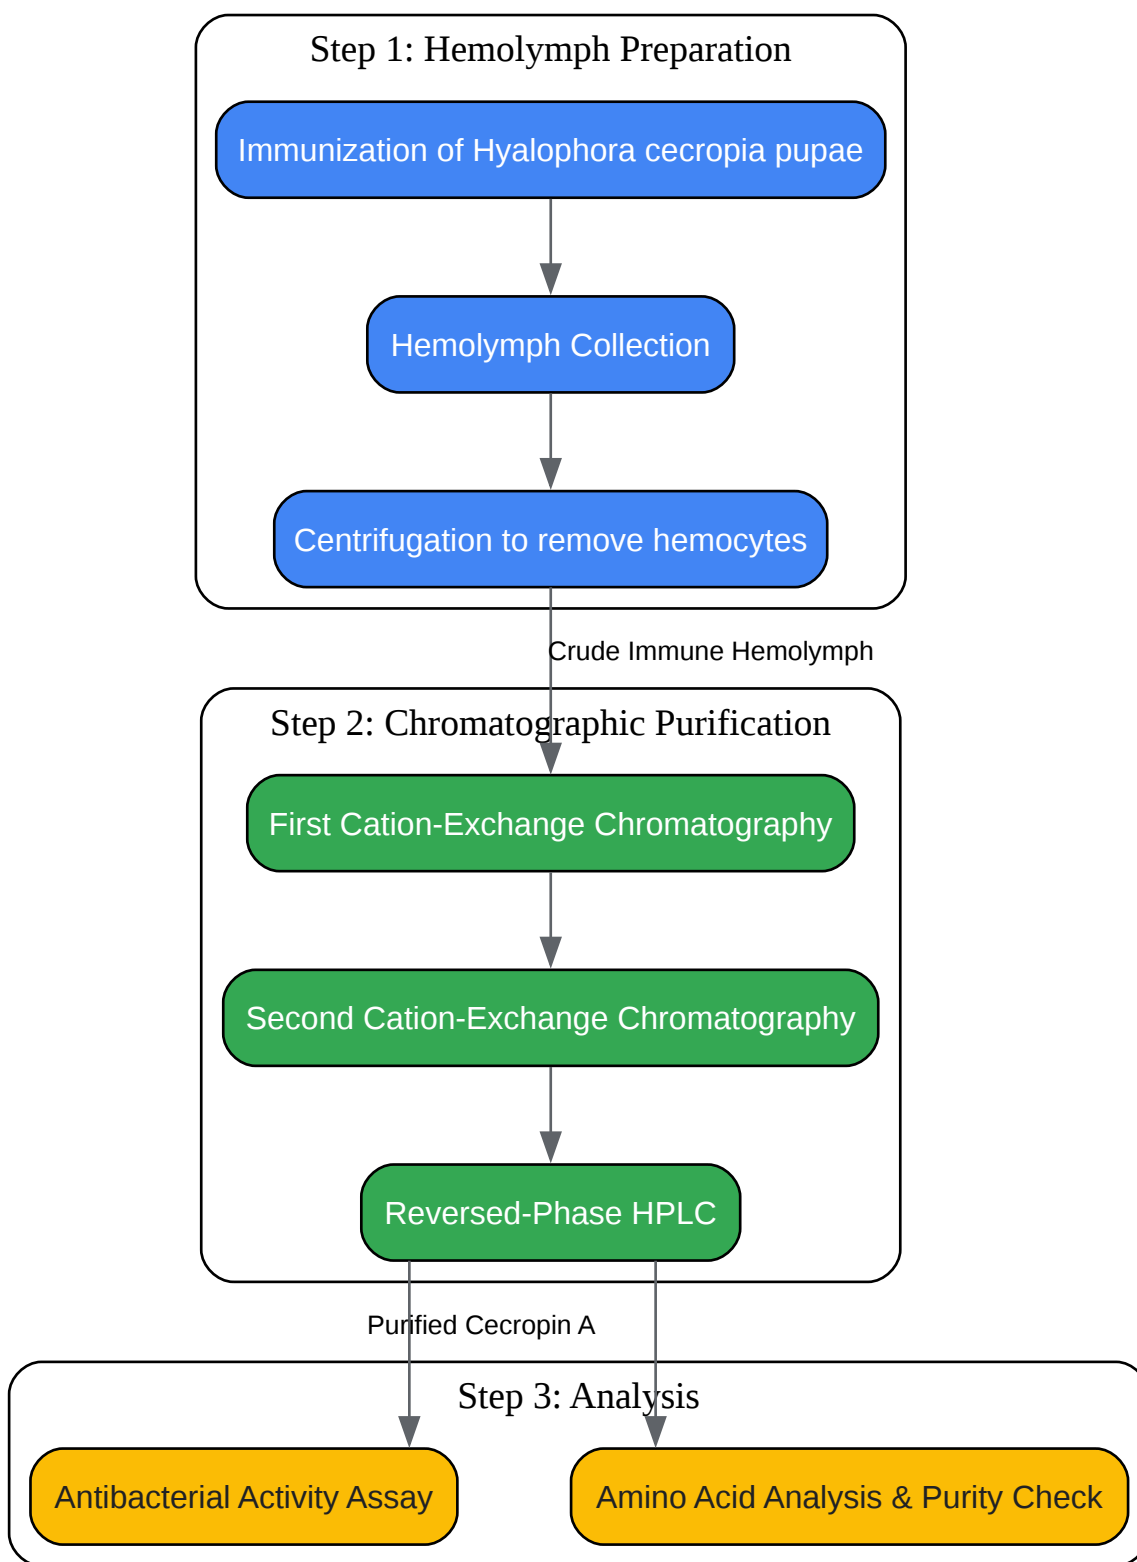 Step 1: Hemolymph Preparation
Immunization of Hyalophora cecropia pupae
Hemolymph Collection
Centrifugation to remove hemocytes
Crude Immune Hemolymph
Step 2: Chromatographic Purification
First Cation-Exchange Chromatography
Second Cation-Exchange Chromatography
Reversed-Phase HPLC
Purified Cecropin A
Step 3: Analysis
Antibacterial Activity Assay
Amino Acid Analysis & Purity Check